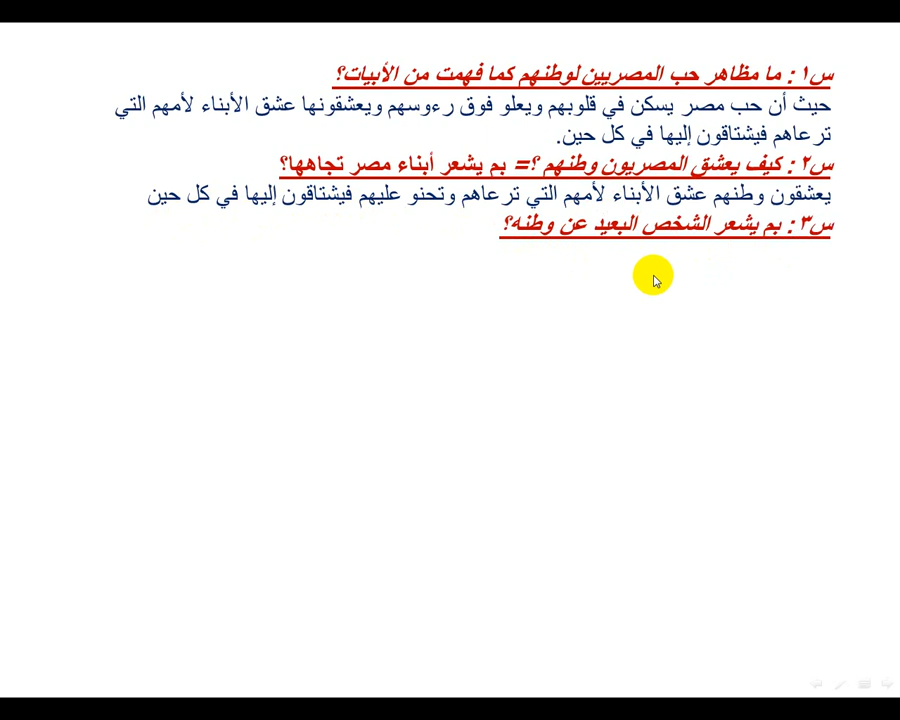 س١ : ما مظاهر حب المصريين لوطنهم كما فهمت من الأبيات؟
حيث أن حب مصر يسكن في قلوبهم ويعلو فوق رءوسهم ويعشقونها عشق الأبناء لأمهم التي
ترعاهم فيشتاقون إليها في كل حين.
س٢ : كيف يعشق المصريون وطنهم ؟= بم يشعر أبناء مصر تجاهها؟
يعشقون وطنهم عشق الأبناء لأمهم التي ترعاهم وتحنو عليهم فيشتاقون إليها في كل حين
س٣ : بم يشعر الشخص البعيد عن وطنه؟